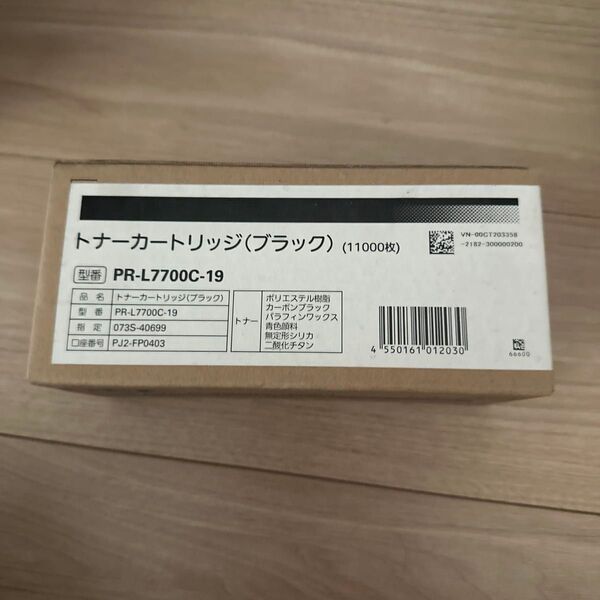 トナーカートリッジ(ブラック) (11000枚)
VN-00CT203358
-2182-300000200
型番 PR-L7700C-19
品名 トナーカートリッジ(ブラック)
型番 PR-L7700C-19
指定 073S-40699
口座番号 PJ2-FP0403
トナー
ポリエステル樹脂
カーボンブラック
パラフィンワックス
青色顔料
無定形シリカ
二酸化チタン
4 550161 012030
6660G